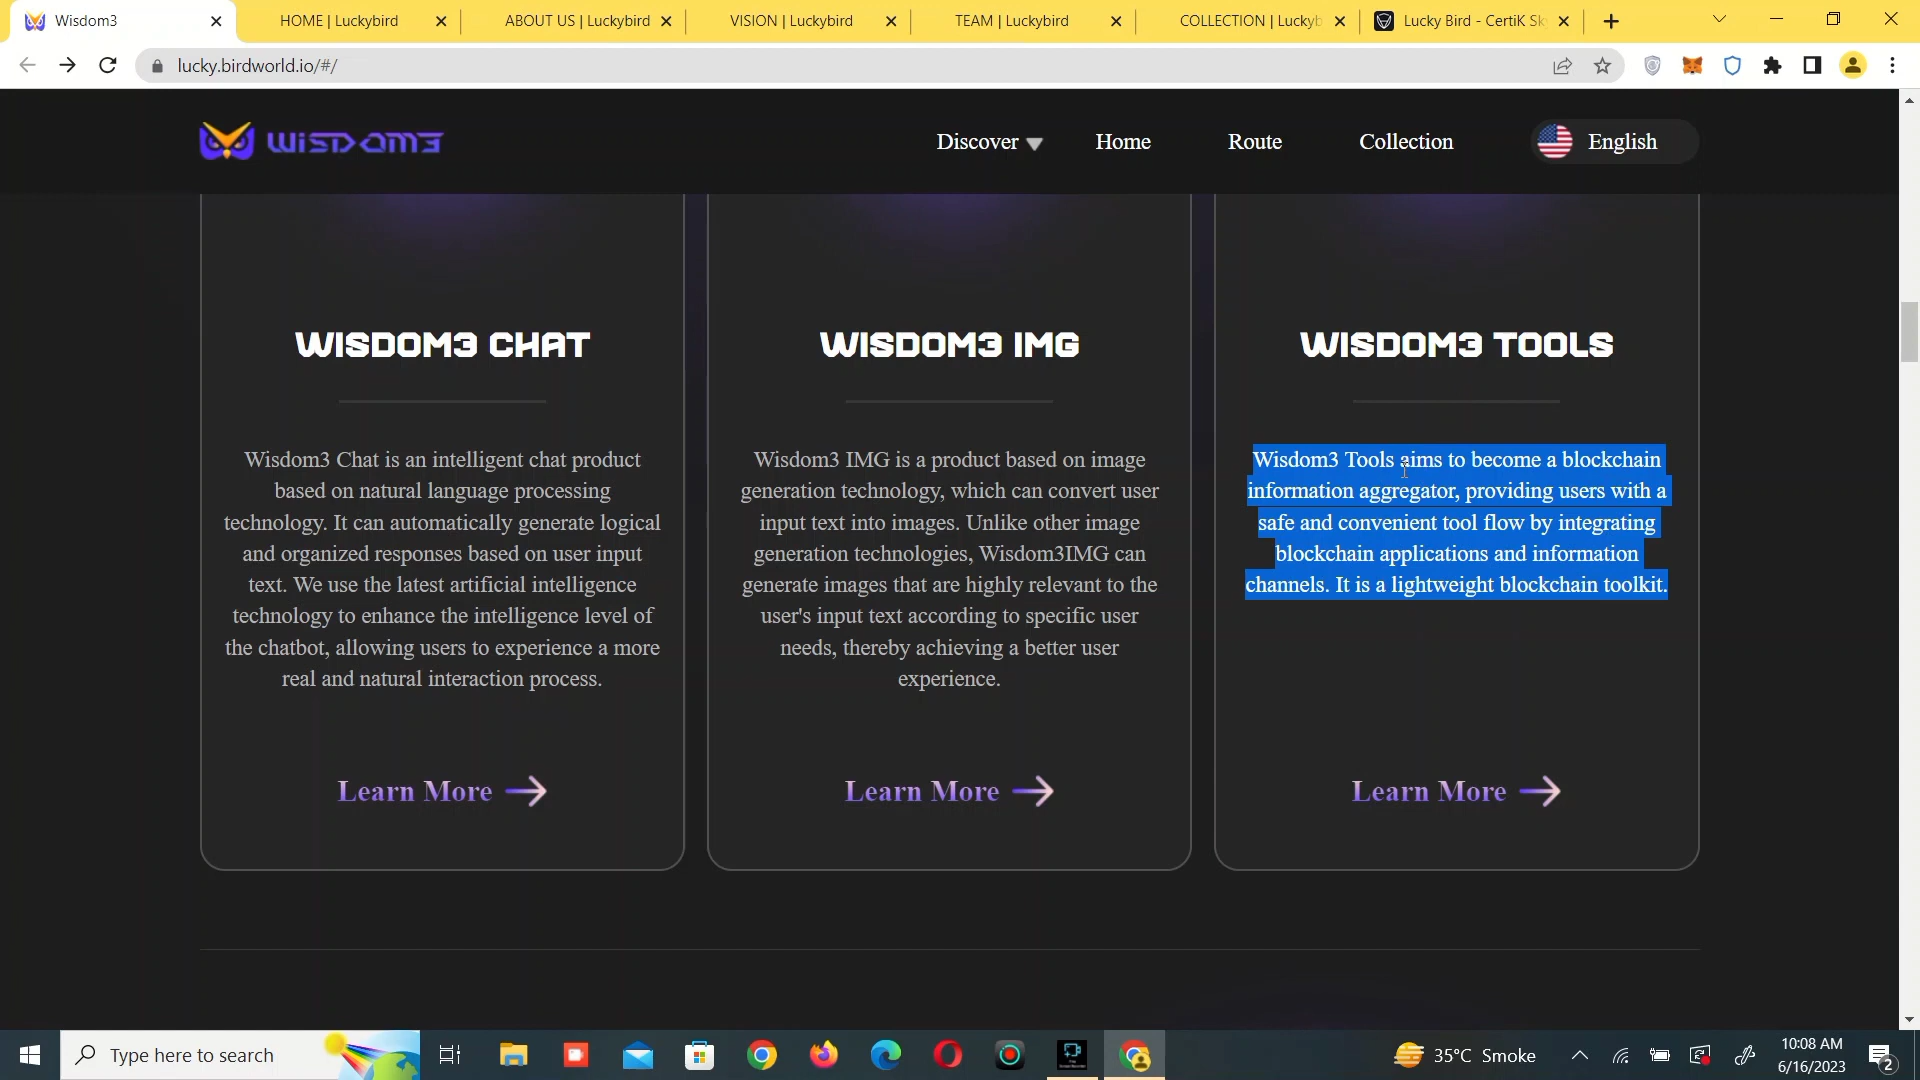 Wisdom3
HOME | Luckybird
ABOUT US | Luckybird
VISION | Luckybird
TEAM | Luckybird
COLLECTION | Luckyb
Lucky Bird - CertiK Sk
lucky.birdworld.io/#/
WISDOM3
Discover
Home
Route
Collection
English
WISDOM3 CHAT
Wisdom3 Chat is an intelligent chat product
based on natural language processing
technology. It can automatically generate logical
and organized responses based on user input
text. We use the latest artificial intelligence
technology to enhance the intelligence level of
the chatbot, allowing users to experience a more
real and natural interaction process.
Learn More
WISDOM3 IMG
Wisdom3 IMG is a product based on image
generation technology, which can convert user
input text into images. Unlike other image
generation technologies, Wisdom3IMG can
generate images that are highly relevant to the
user's input text according to specific user
needs, thereby achieving a better user
experience.
Learn More
WISDOM3 TOOLS
Wisdom3 Tools aims to become a blockchain
information aggregator, providing users with a
safe and convenient tool flow by integrating
blockchain applications and information
channels. It is a lightweight blockchain toolkit.
Learn More
Type here to search
35°C Smoke
10:08 AM
6/16/2023
2